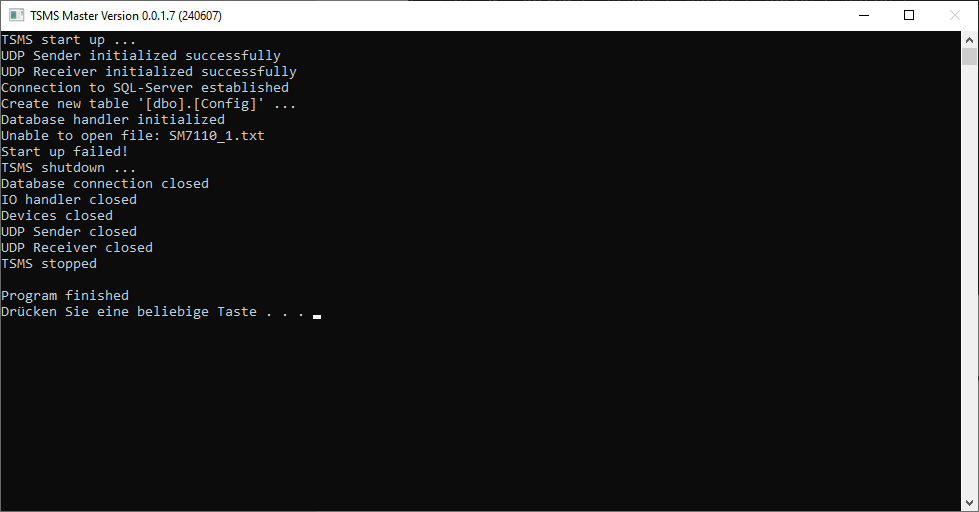 TSMS Master Version 0.0.1.7 (240607)
TSMS start up ...
UDP Sender initialized successfully
UDP Receiver initialized successfully
Connection to SQL-Server established
Create new table '[dbo].[Config]' ...
Database handler initialized
Unable to open file: SM7110_1.txt
Start up failed!
TSMS shutdown ...
Database connection closed
IO handler closed
Devices closed
UDP Sender closed
UDP Receiver closed
TSMS stopped
Program finished
Drücken Sie eine beliebige Taste . . .